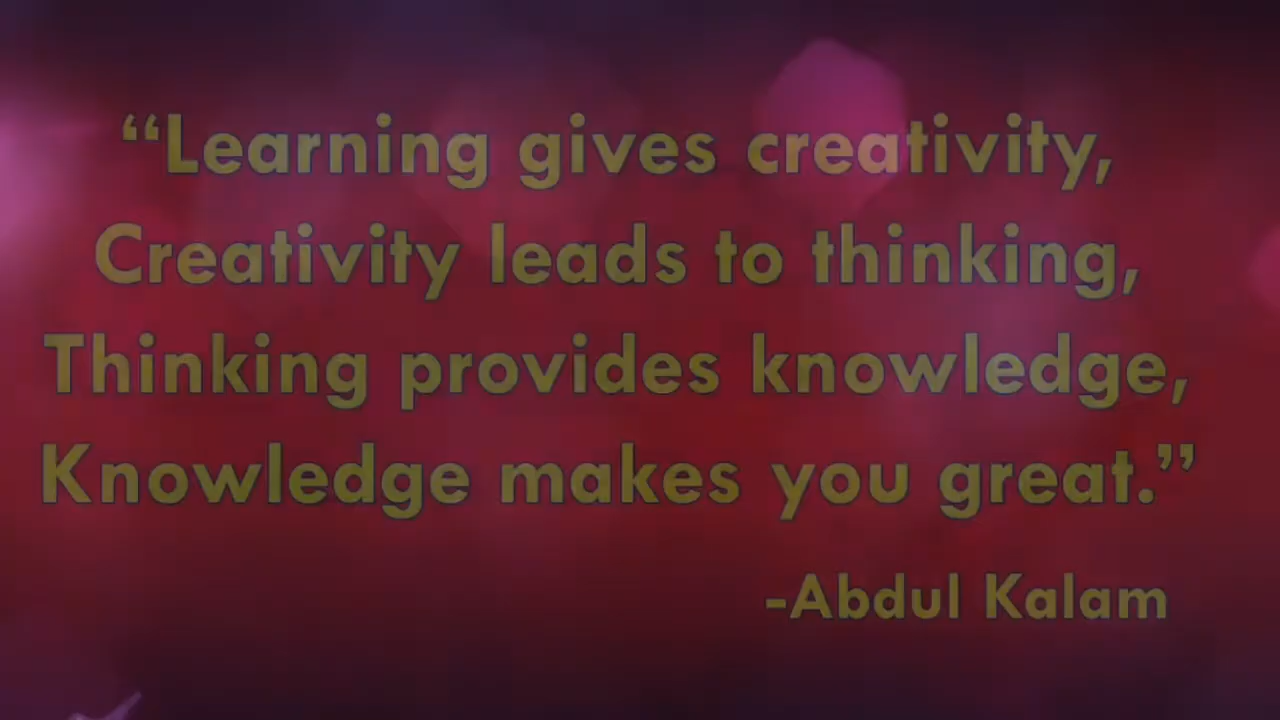 “Learning gives creativity,
Creativity leads to thinking,
Thinking provides knowledge,
Knowledge makes you great.”
-Abdul Kalam